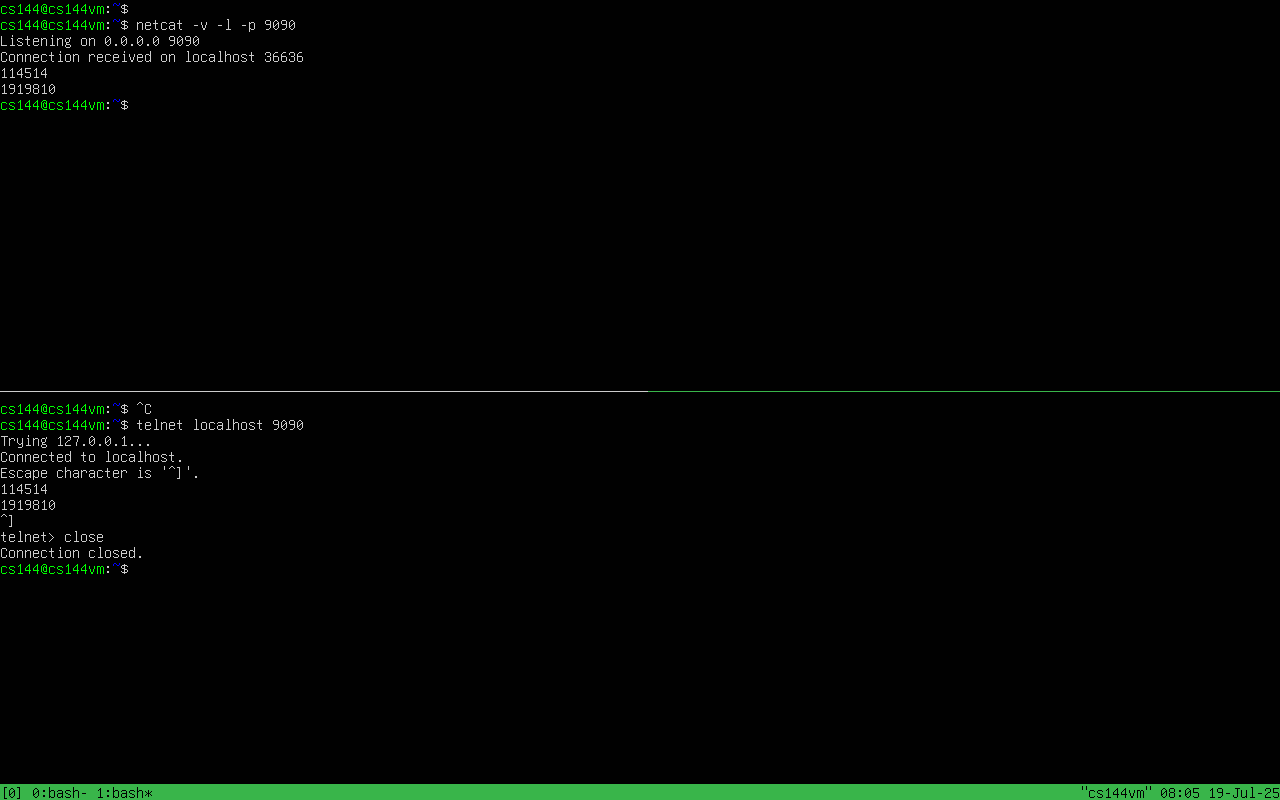 cs144@cs144vm:~$
cs144@cs144vm:~$ netcat -v -l -p 9090
Listening on 0.0.0.0 9090
Connection received on localhost 36636
114514
1919810
cs144@cs144vm:~$
cs144@cs144vm:~$ ^C
cs144@cs144vm:~$ telnet localhost 9090
Trying 127.0.0.1...
Connected to localhost.
Escape character is '^]'.
114514
1919810
^]
telnet> close
Connection closed.
cs144@cs144vm:~$
[0] 0:bash- 1:bash* "cs144vm" 08:05 19-Jul-25